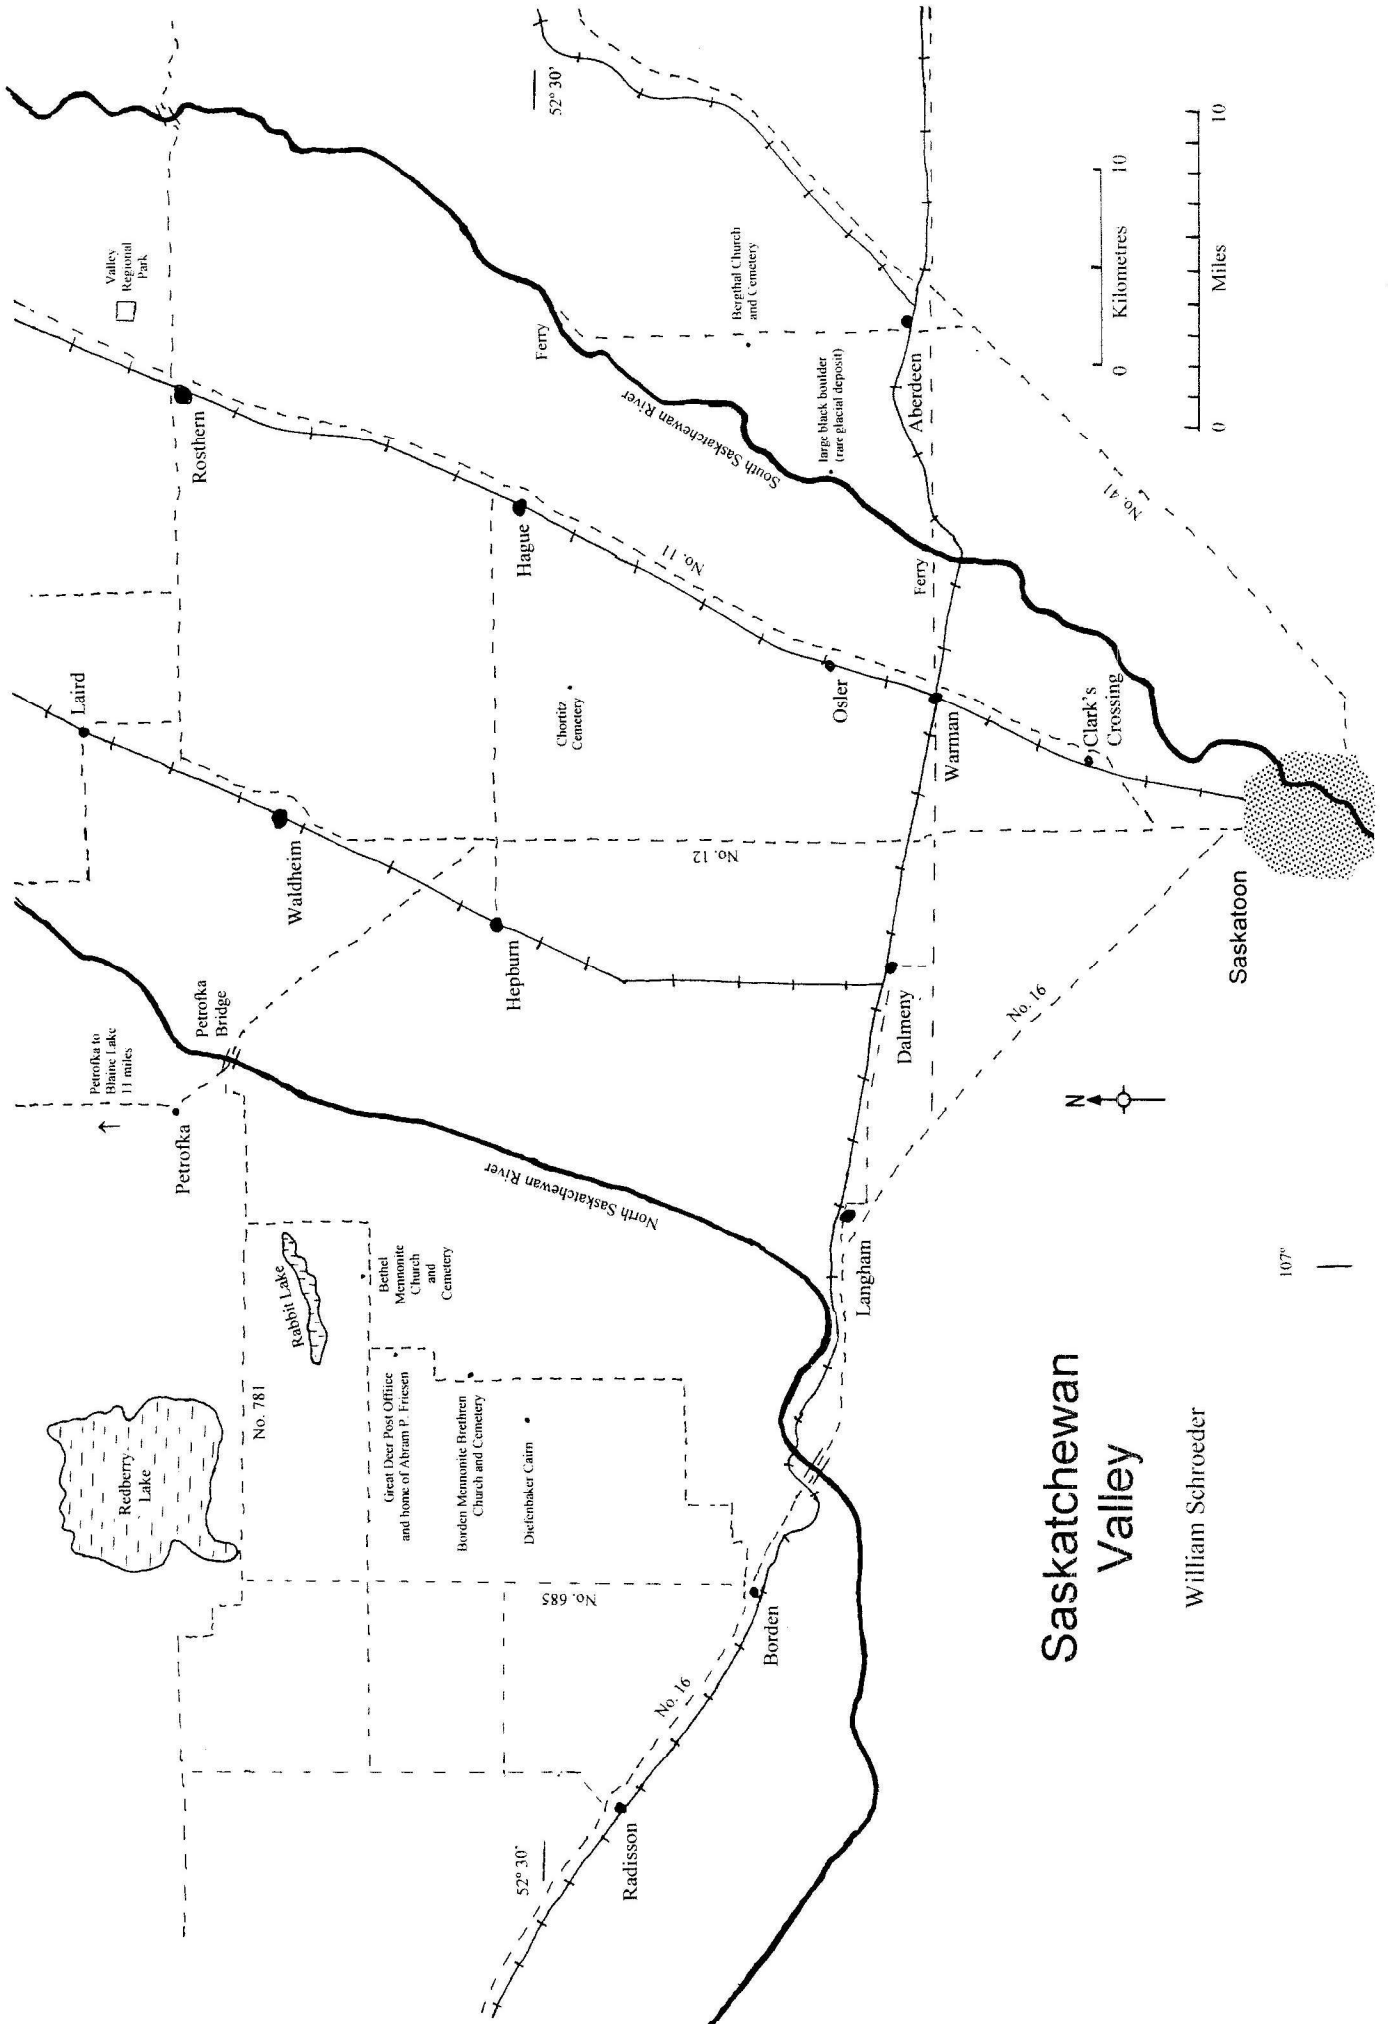 Redberry
Lake
Rabbit Lake
No. 781
Petrofka to
Blaine Lake
11 miles
Petrofka
Petrofka
Bridge
Laird
Waldheim
Rosthern
Valley
Regional
Park
Bethel
Mennonite
Church
and
Cemetery
Great Deer Post Offiice
and home of Abram P. Friesen
Borden Mennonite Brethren
Church and Cemetery
Diefenbaker Cairn
No. 685
North Saskatchewan River
Hepburn
Hague
Chortitz
Cemetery
No. 12
No. 11
Ferry
South Saskatchewan River
52° 30'
Bergthal Church
and Cemetery
large black boulder
(rare glacial deposit)
52° 30'
Radisson
No. 16
Borden
Langham
Dalmeny
Osler
Warman
Ferry
Aberdeen
No. 16
Clark's
Crossing
No. 41
Saskatoon
N
107°
0 10
Kilometres
0 10
Miles
Saskatchewan
Valley
William Schroeder